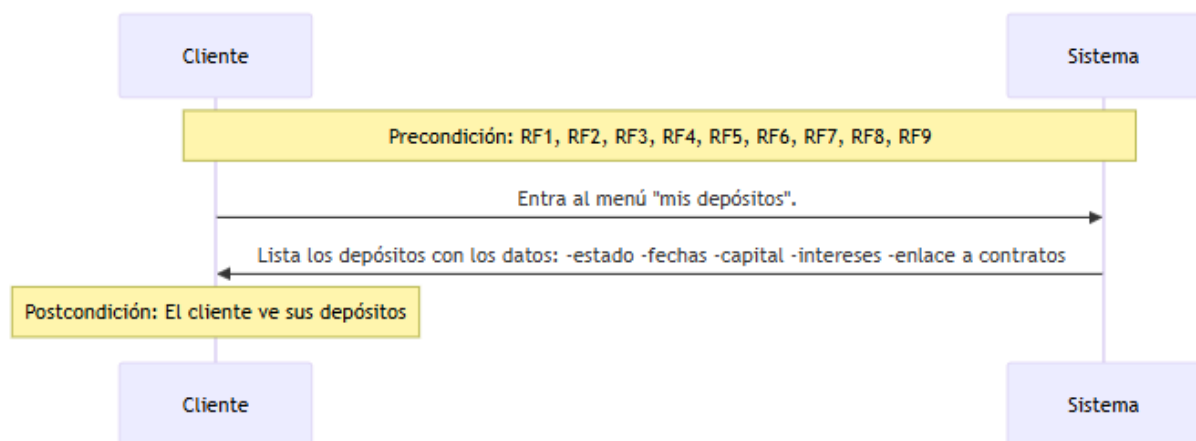 Cliente
Sistema
Precondición: RF1, RF2, RF3, RF4, RF5, RF6, RF7, RF8, RF9
Entra al menú "mis depósitos".
Lista los depósitos con los datos: -estado -fechas -capital -intereses -enlace a contratos
Postcondición: El cliente ve sus depósitos
Cliente
Sistema